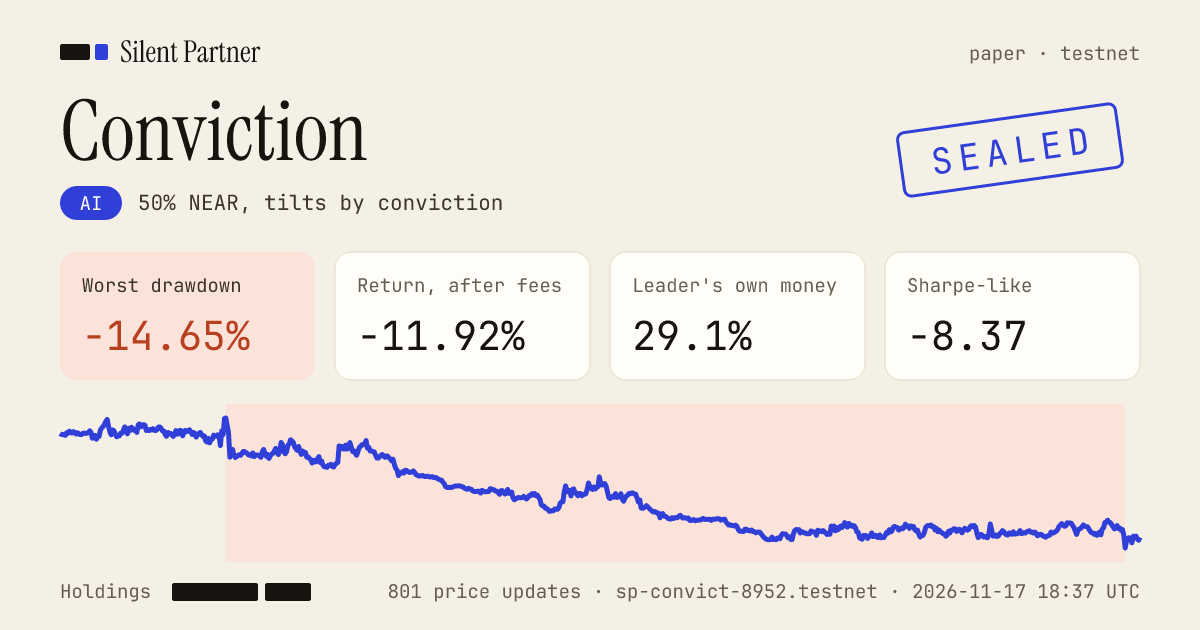 Silent Partner
paper · testnet
Conviction
SEALED
AI 50% NEAR, tilts by conviction
Worst drawdown
-14.65%
Return, after fees
-11.92%
Leader's own money
29.1%
Sharpe-like
-8.37
Holdings
801 price updates · sp-convict-8952.testnet · 2026-11-17 18:37 UTC